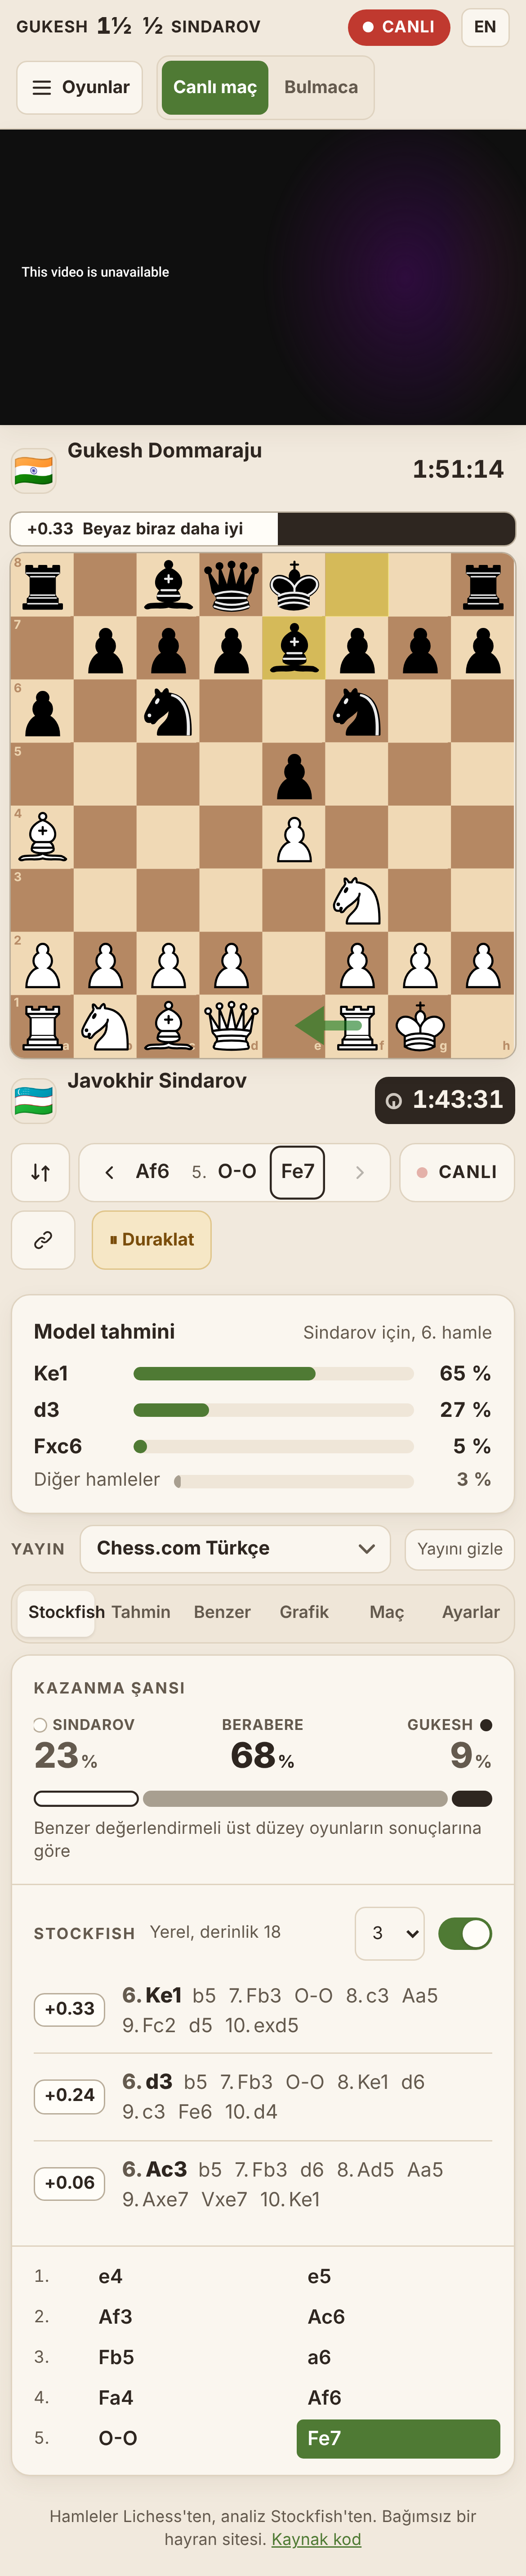 GUKESH 1½ ½ SINDAROV
CANLI
EN
Oyunlar
Canlı maç
Bulmaca
This video is unavailable
Gukesh Dommaraju
1:51:14
+0.33 Beyaz biraz daha iyi
8
7
6
5
4
3
2
1
a
d
e
f
g
h
Javokhir Sindarov
1:43:31
Af6 5. O-O Fe7
CANLI
Duraklat
Model tahmini
Sindarov için, 6. hamle
Ke1 65 %
d3 27 %
Fxc6 5 %
Diğer hamleler 3 %
YAYIN
Chess.com Türkçe
Yayını gizle
Stockfish Tahmin Benzer Grafik Maç Ayarlar
KAZANMA ŞANSI
SINDAROV BERABERE GUKESH
23% 68% 9%
Benzer değerlendirmeli üst düzey oyunların sonuçlarına
göre
STOCKFISH Yerel, derinlik 18
3
+0.33 6. Ke1 b5 7. Fb3 O-O 8. c3 Aa5
9. Fc2 d5 10. exd5
+0.24 6. d3 b5 7. Fb3 O-O 8. Ke1 d6
9. c3 Fe6 10. d4
+0.06 6. Ac3 b5 7. Fb3 d6 8. Ad5 Aa5
9. Axe7 Vxe7 10. Ke1
1. e4 e5
2. Af3 Ac6
3. Fb5 a6
4. Fa4 Af6
5. O-O Fe7
Hamleler Lichess'ten, analiz Stockfish'ten. Bağımsız bir
hayran sitesi. Kaynak kod